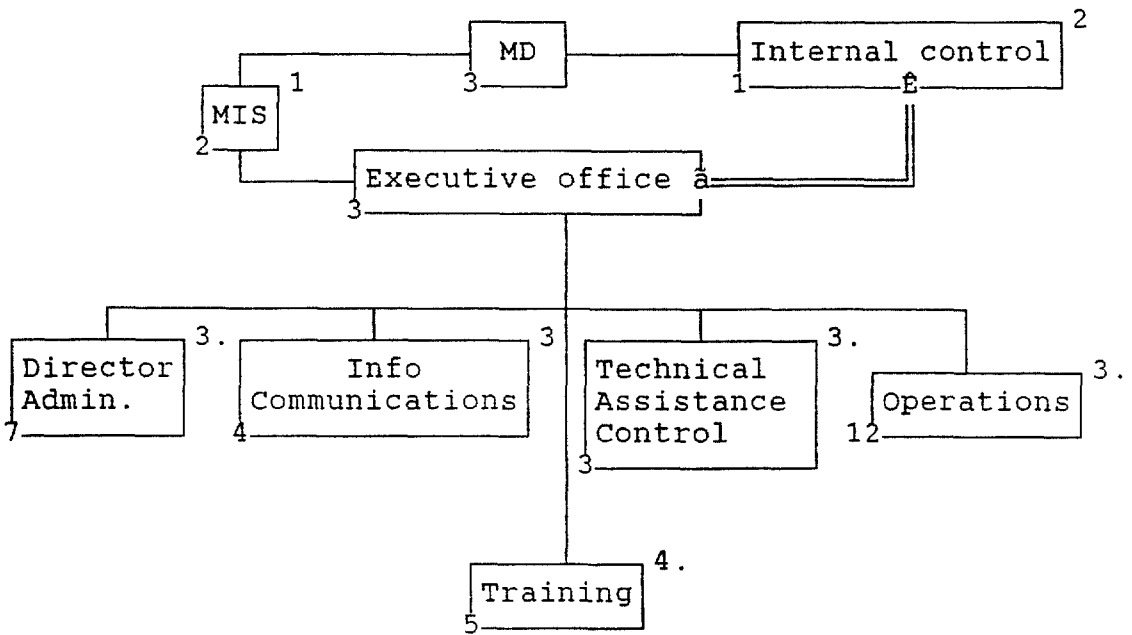 2
MD
Internal control
3
1
Ê
1
MIS
2
Executive office ã
3
3.
3
3.
3.
Director
Admin.
7
Info
Communications
4
Technical
Assistance
Control
3
Operations
12
4.
Training
5